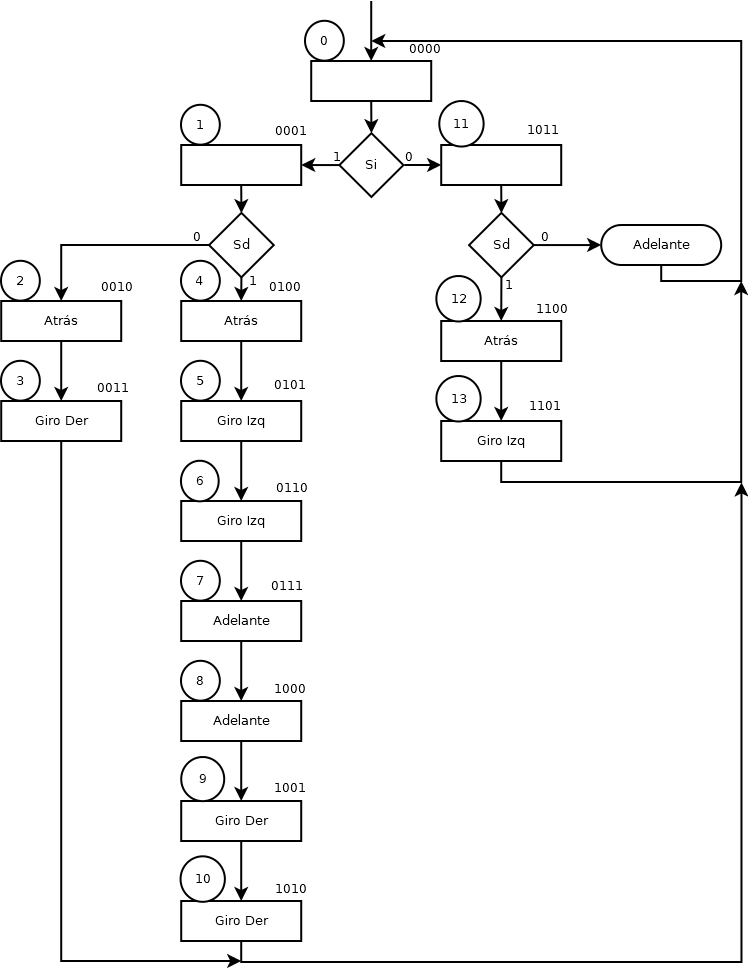 0
0000
1
0001
1
Si
0
11
1011
0
Sd
1
Sd
0
Adelante
1
2
0010
Atrás
4
0100
Atrás
12
1100
Atrás
3
0011
Giro Der
5
0101
Giro Izq
13
1101
Giro Izq
6
0110
Giro Izq
7
0111
Adelante
8
1000
Adelante
9
1001
Giro Der
10
1010
Giro Der